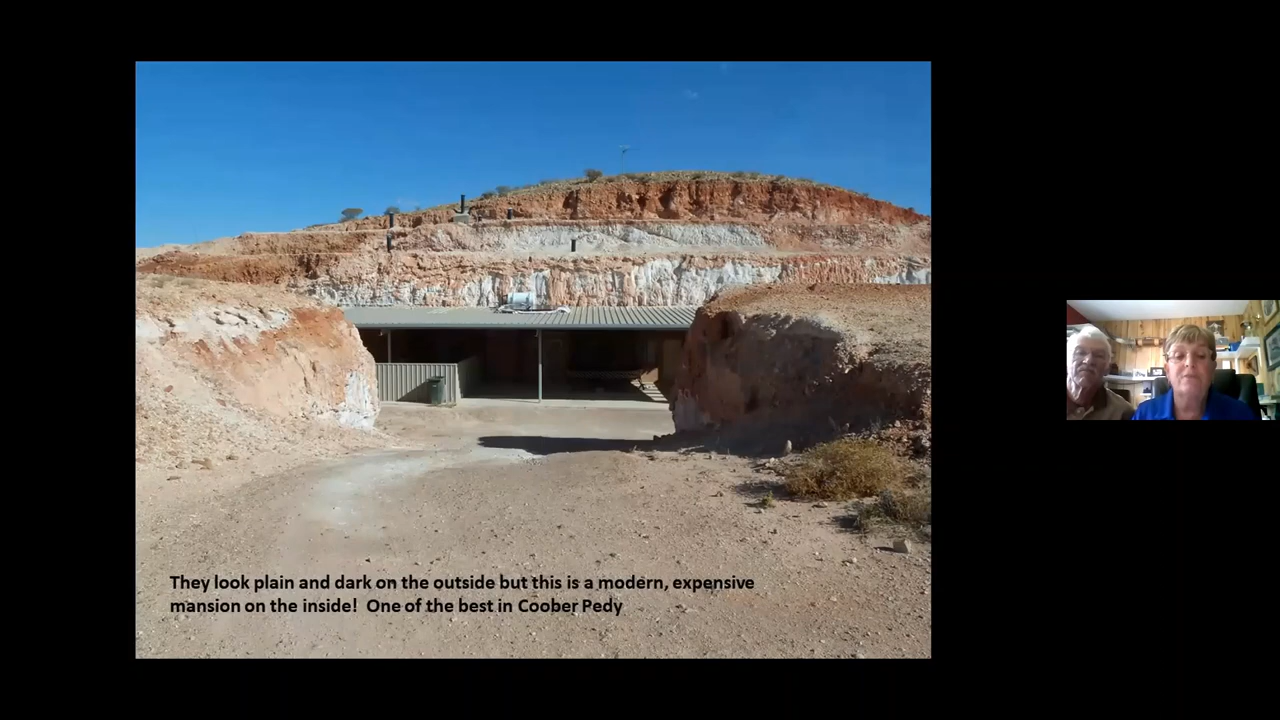 They look plain and dark on the outside but this is a modern, expensive
mansion on the inside!  One of the best in Coober Pedy